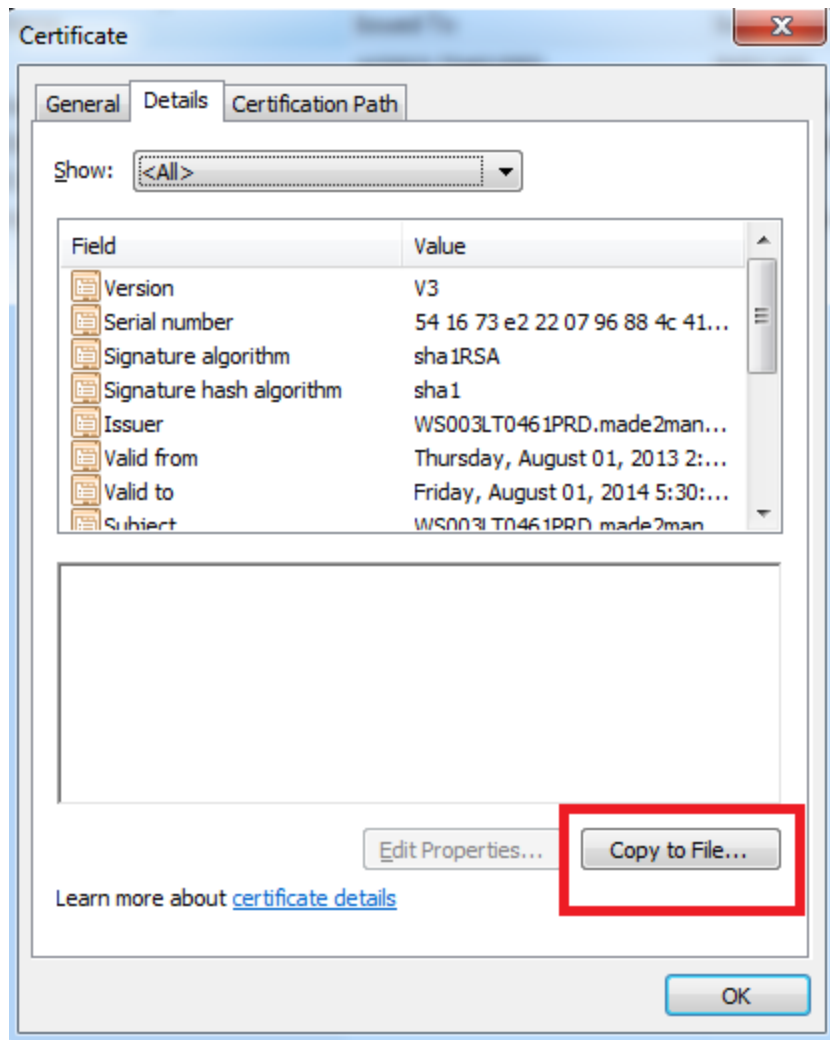 Certificate
General Details Certification Path
Show: <All>
Field Value
Version V3
Serial number 54 16 73 e2 22 07 96 88 4c 41...
Signature algorithm sha1RSA
Signature hash algorithm sha1
Issuer WS003LT0461PRD.made2man...
Valid from Thursday, August 01, 2013 2:...
Valid to Friday, August 01, 2014 5:30:...
Subject WS003LT0461PRD.made2man
Edit Properties... Copy to File...
Learn more about certificate details
OK